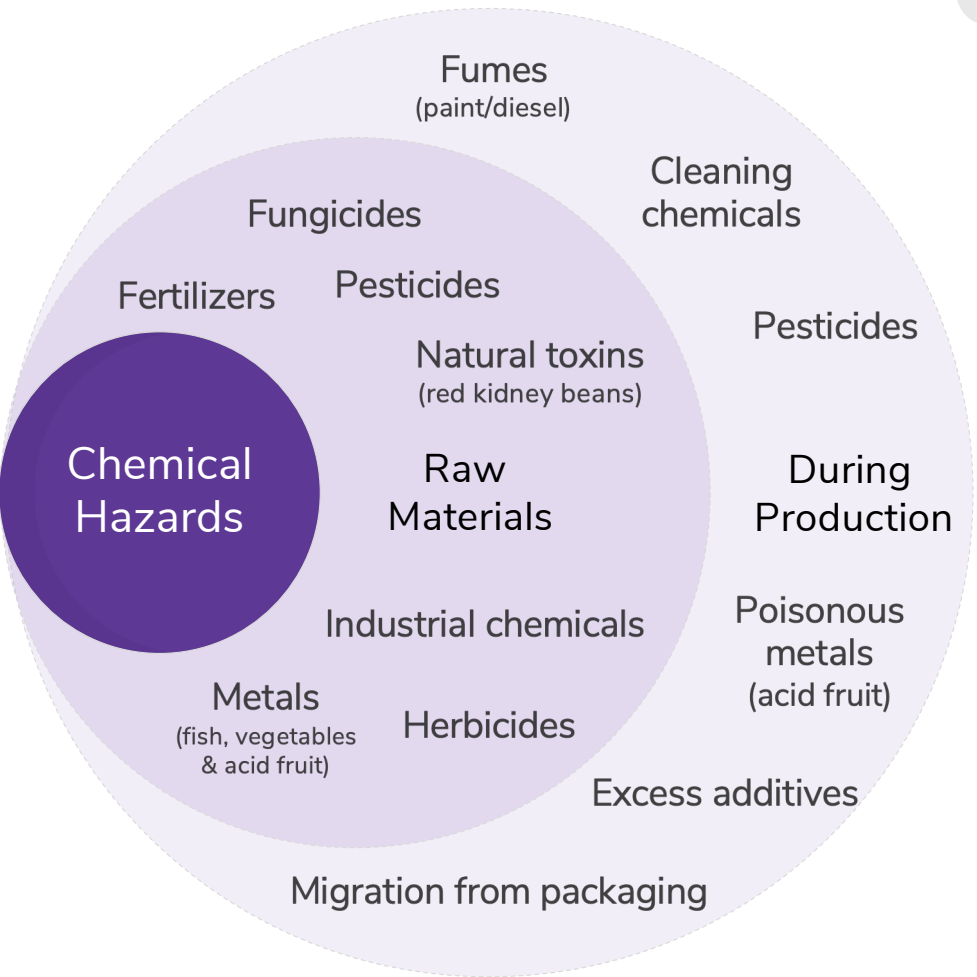 Fumes
(paint/diesel)
Cleaning
chemicals
Fungicides
Pesticides
Fertilizers
Pesticides
Natural toxins
(red kidney beans)
Chemical
Hazards
Raw
Materials
During
Production
Industrial chemicals
Poisonous
metals
(acid fruit)
Metals
(fish, vegetables
& acid fruit)
Herbicides
Excess additives
Migration from packaging